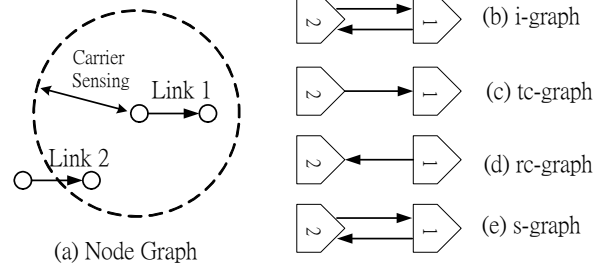 Carrier
Sensing
Link 1
Link 2
(a) Node Graph
2
1
(b) i-graph
2
1
(c) tc-graph
2
1
(d) rc-graph
2
1
(e) s-graph